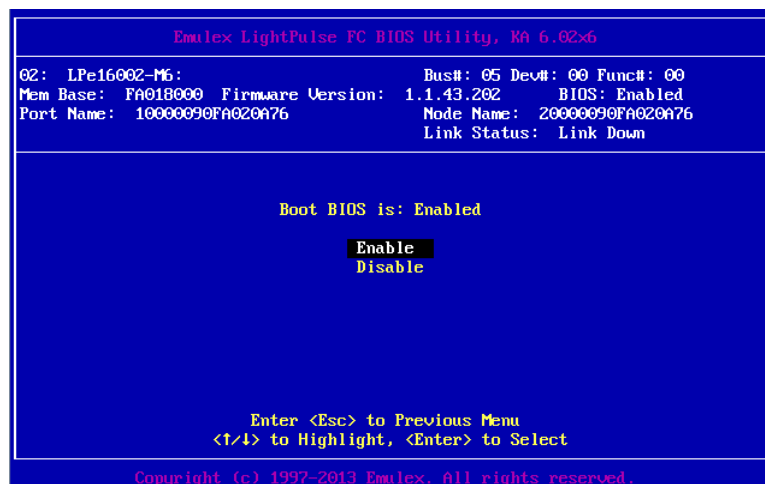 Emulex LightPulse FC BIOS Utility, KA 6.02x6
02: LPe16002-M6: Bus#: 05 Dev#: 00 Func#: 00
Mem Base: FA018000 Firmware Version: 1.1.43.202 BIOS: Enabled
Port Name: 10000090FA020A76 Node Name: 20000090FA020A76
Link Status: Link Down
Boot BIOS is: Enabled
Enable
Disable
Enter <Esc> to Previous Menu
<↑/↓> to Highlight, <Enter> to Select
Copyright (c) 1997-2013 Emulex. All rights reserved.